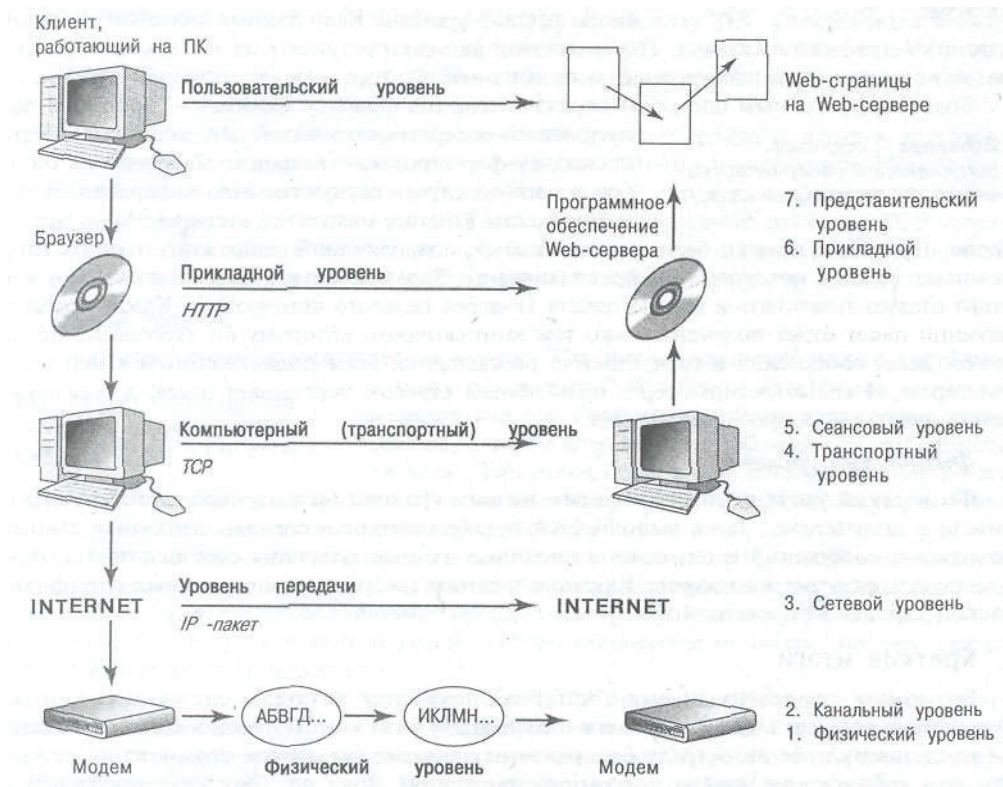 Клиент,
работающий на ПК
Пользовательский уровень
Web-страницы
на Web-сервере
Браузер
Программное
обеспечение
Web-сервера
7. Представительский
уровень
6. Прикладной
уровень
Прикладной уровень
HTTP
Компьютерный (транспортный) уровень
TCP
5. Сеансовый уровень
4. Транспортный
уровень
INTERNET
Уровень передачи
IP -пакет
INTERNET
3. Сетевой уровень
АБВГД...
ИКЛМН...
2. Канальный уровень
1. Физический уровень
Модем
Физический уровень
Модем